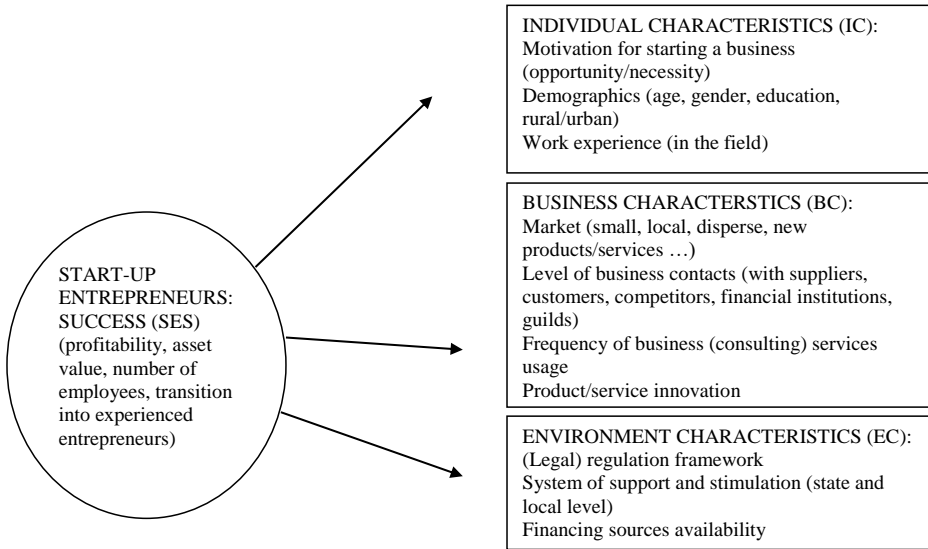 INDIVIDUAL CHARACTERISTICS (IC):
Motivation for starting a business
(opportunity/necessity)
Demographics (age, gender, education,
rural/urban)
Work experience (in the field)
BUSINESS CHARACTERSTICS (BC):
Market (small, local, disperse, new
products/services …)
Level of business contacts (with suppliers,
customers, competitors, financial institutions,
guilds)
Frequency of business (consulting) services
usage
Product/service innovation
START-UP
ENTREPRENEURS:
SUCCESS (SES)
(profitability, asset
value, number of
employees, transition
into experienced
entrepreneurs)
ENVIRONMENT CHARACTERISTICS (EC):
(Legal) regulation framework
System of support and stimulation (state and
local level)
Financing sources availability